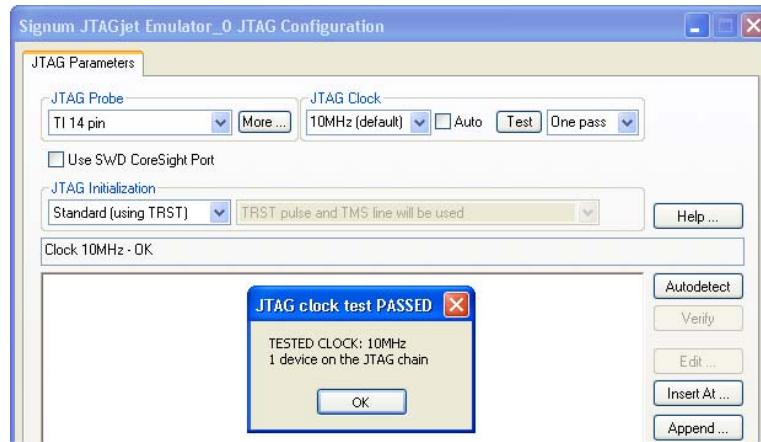 Signum JTAGjet Emulator_0 JTAG Configuration
JTAG Parameters
JTAG Probe
JTAG Clock
TI 14 pin
More ...
10MHz (default)
Auto
Test
One pass
Use SWD CoreSight Port
JTAG Initialization
Standard (using TRST)
TRST pulse and TMS line will be used
Help ...
Clock 10MHz - OK
Autodetect
JTAG clock test PASSED
Verify
TESTED CLOCK: 10MHz
1 device on the JTAG chain
Edit ...
OK
Insert At ...
Append ...